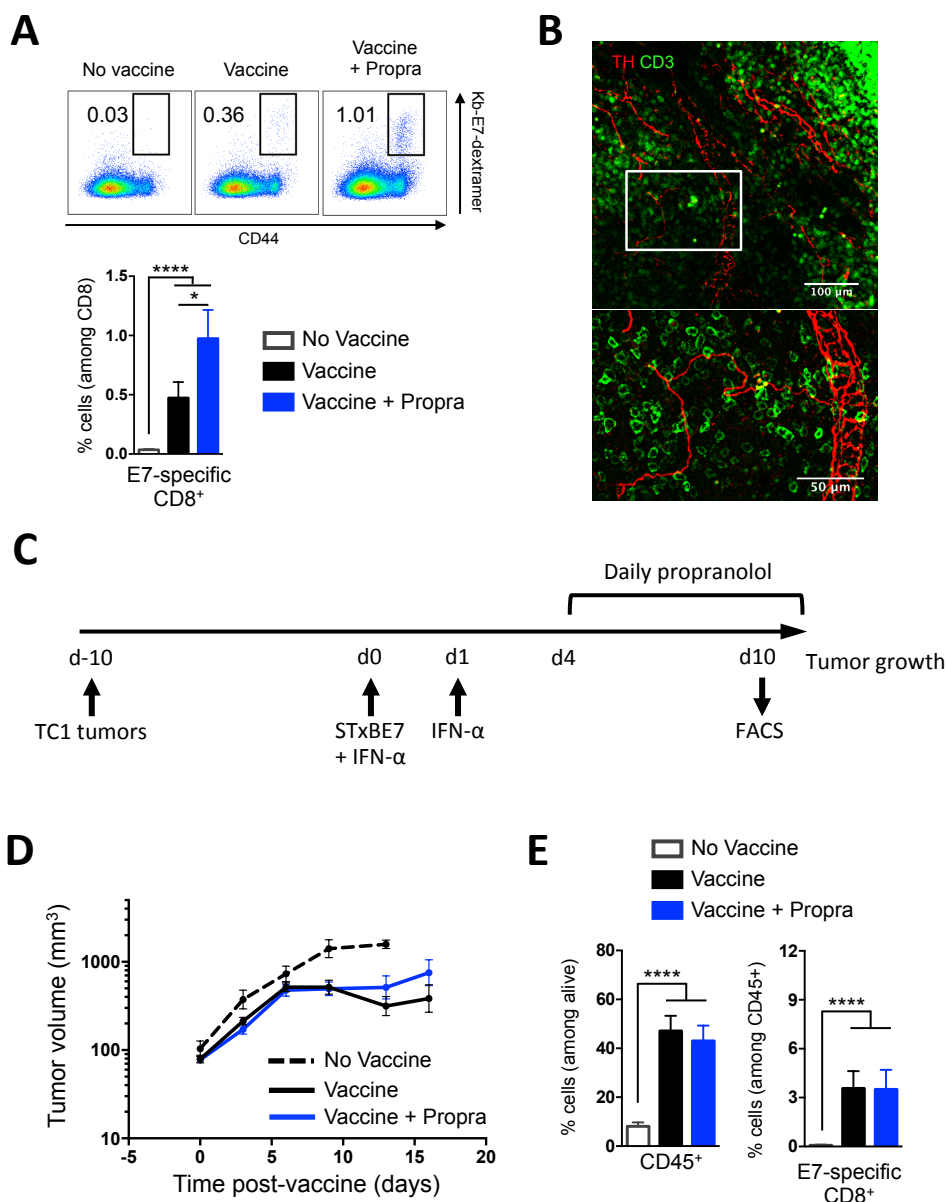 A
No vaccine
Vaccine
Vaccine
+ Propra
0.03
0.36
1.01
Kb-E7-dextramer
CD44
% cells (among CD8)
1.5
1.0
0.5
0.0
****
*
E7-specific
CD8⁺
No Vaccine
Vaccine
Vaccine + Propra
B
TH CD3
100 µm
50 µm
C
Daily propranolol
d-10
d0
d1
d4
d10
Tumor growth
TC1 tumors
STxBE7
+ IFN-α
IFN-α
FACS
D
Tumor volume (mm³)
1000
100
10
-5
0
5
10
15
20
No Vaccine
Vaccine
Vaccine + Propra
Time post-vaccine (days)
E
No Vaccine
Vaccine
Vaccine + Propra
% cells (among alive)
80
60
40
20
0
****
CD45⁺
% cells (among CD45+)
12
9
6
3
0
****
E7-specific
CD8⁺